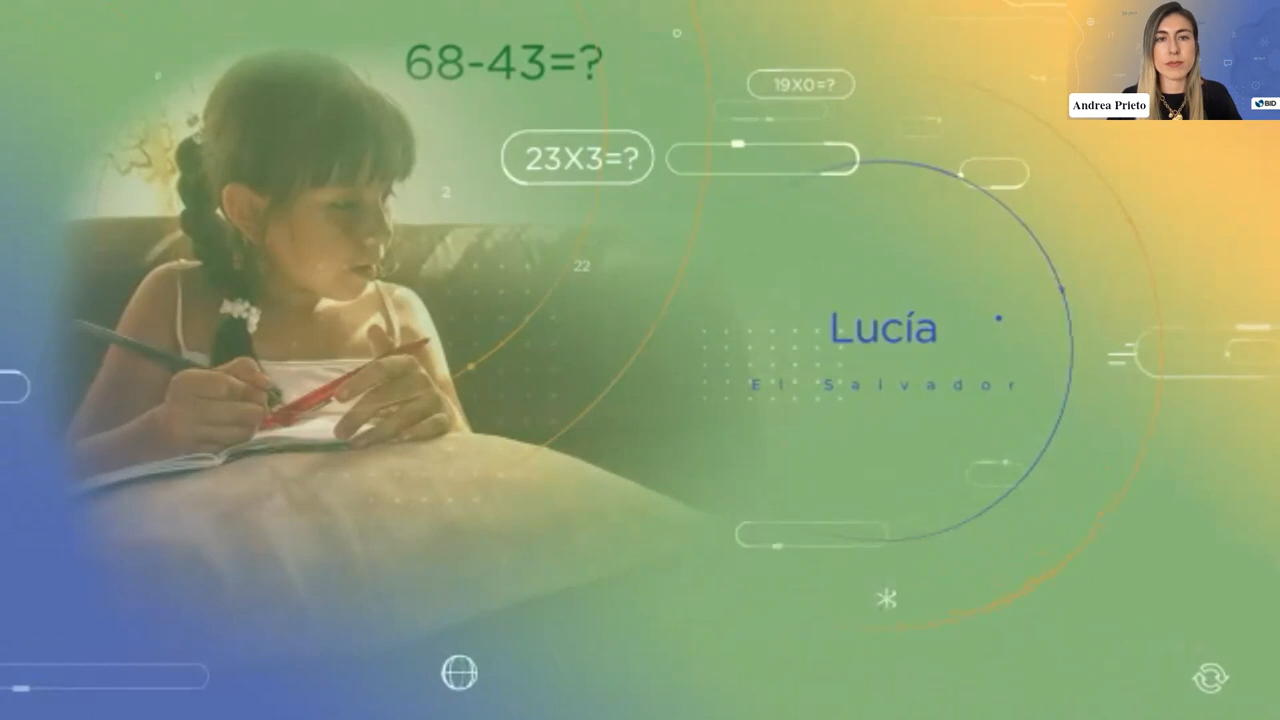 68-43=?
19X0=?
23X3=?
2
22
Lucía
El Salvador
Andrea Prieto
BID